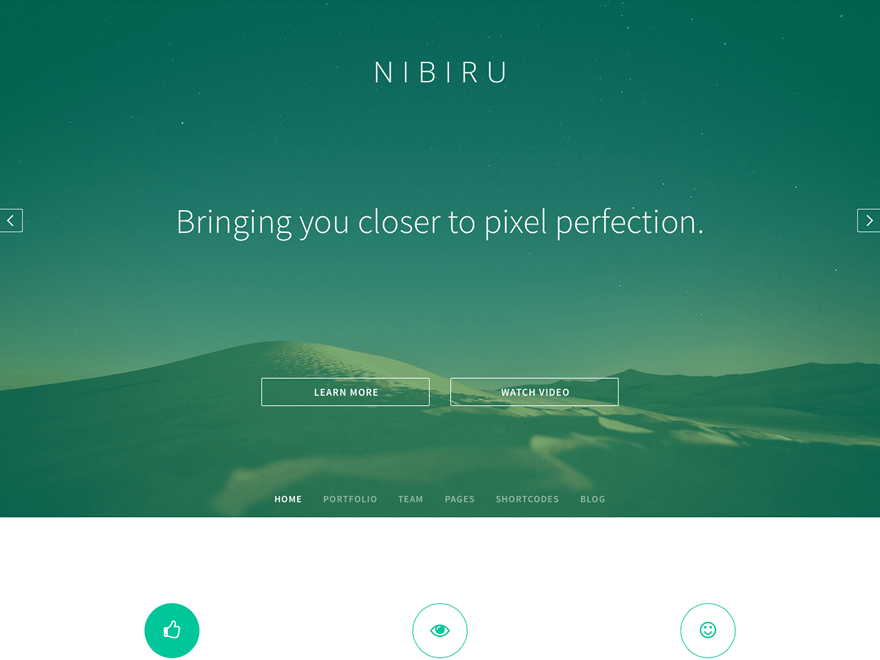 NIBIRU
Bringing you closer to pixel perfection.
LEARN MORE WATCH VIDEO
HOME PORTFOLIO TEAM PAGES SHORTCODES BLOG